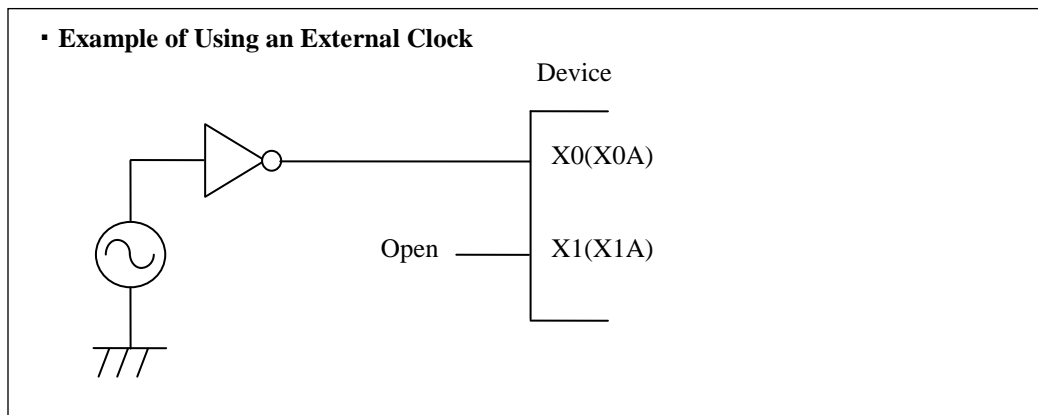 ▪ Example of Using an External Clock
Device
X0(X0A)
Open
X1(X1A)